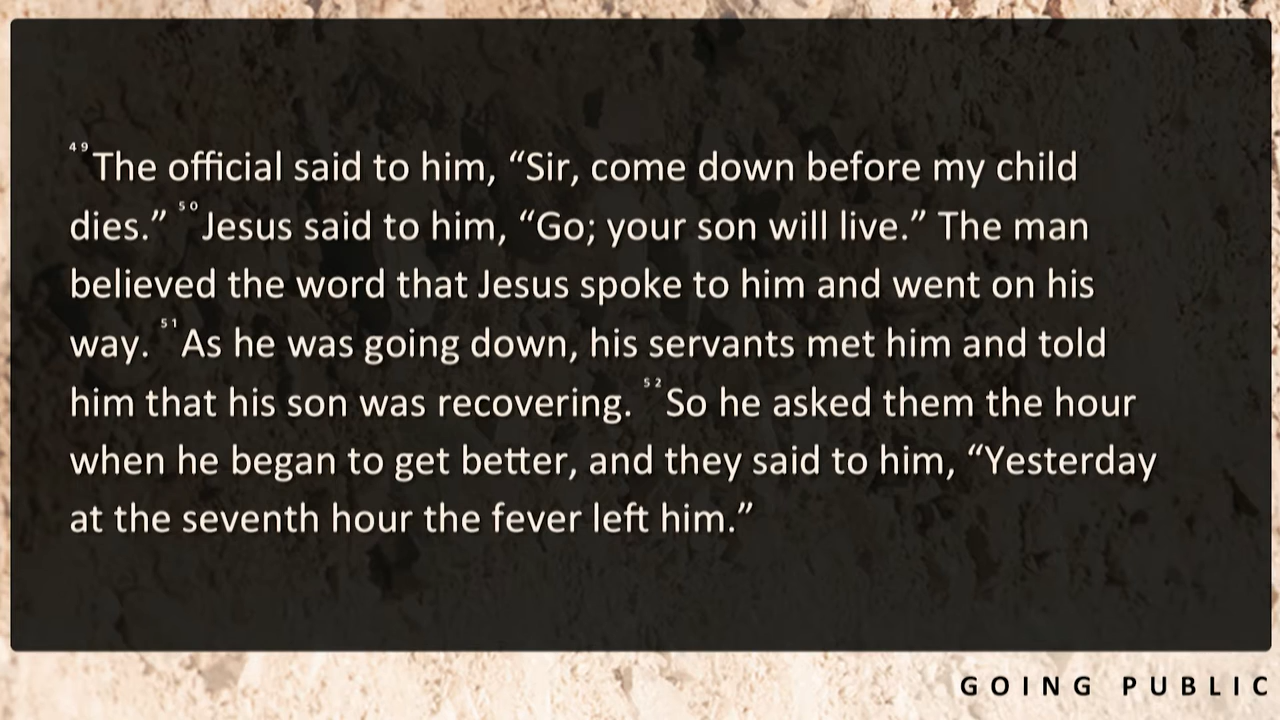 49 The official said to him, “Sir, come down before my child
dies.” 50 Jesus said to him, “Go; your son will live.” The man
believed the word that Jesus spoke to him and went on his
way. 51 As he was going down, his servants met him and told
him that his son was recovering. 52 So he asked them the hour
when he began to get better, and they said to him, “Yesterday
at the seventh hour the fever left him.”
GOING PUBLIC